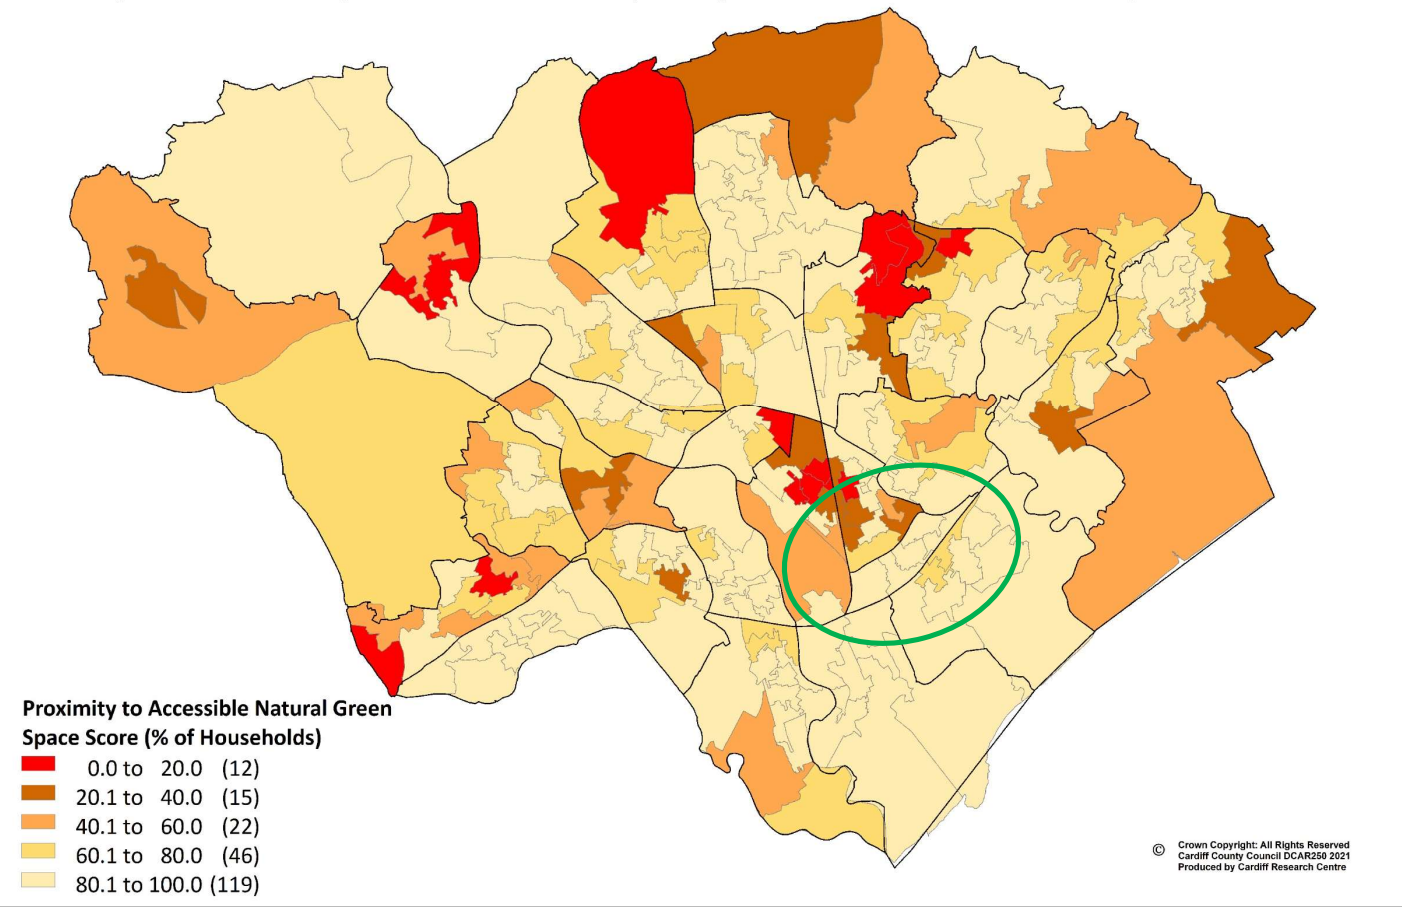 Proximity to Accessible Natural Green
Space Score (% of Households)
0.0 to 20.0 (12)
20.1 to 40.0 (15)
40.1 to 60.0 (22)
60.1 to 80.0 (46)
80.1 to 100.0 (119)
© Crown Copyright: All Rights Reserved
Cardiff County Council DCAR250 2021
Produced by Cardiff Research Centre